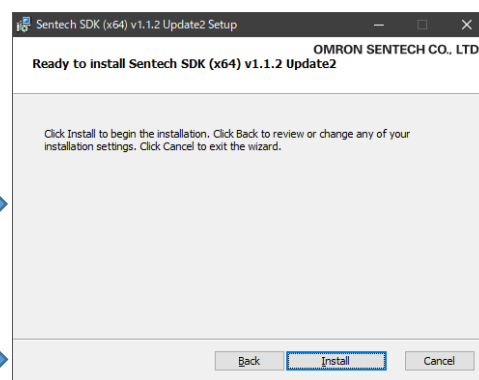 Sentech SDK (x64) v1.1.2 Update2 Setup
OMRON SENTECH CO., LTD
Ready to install Sentech SDK (x64) v1.1.2 Update2
Click Install to begin the installation. Click Back to review or change any of your
installation settings. Click Cancel to exit the wizard.
Back Install Cancel